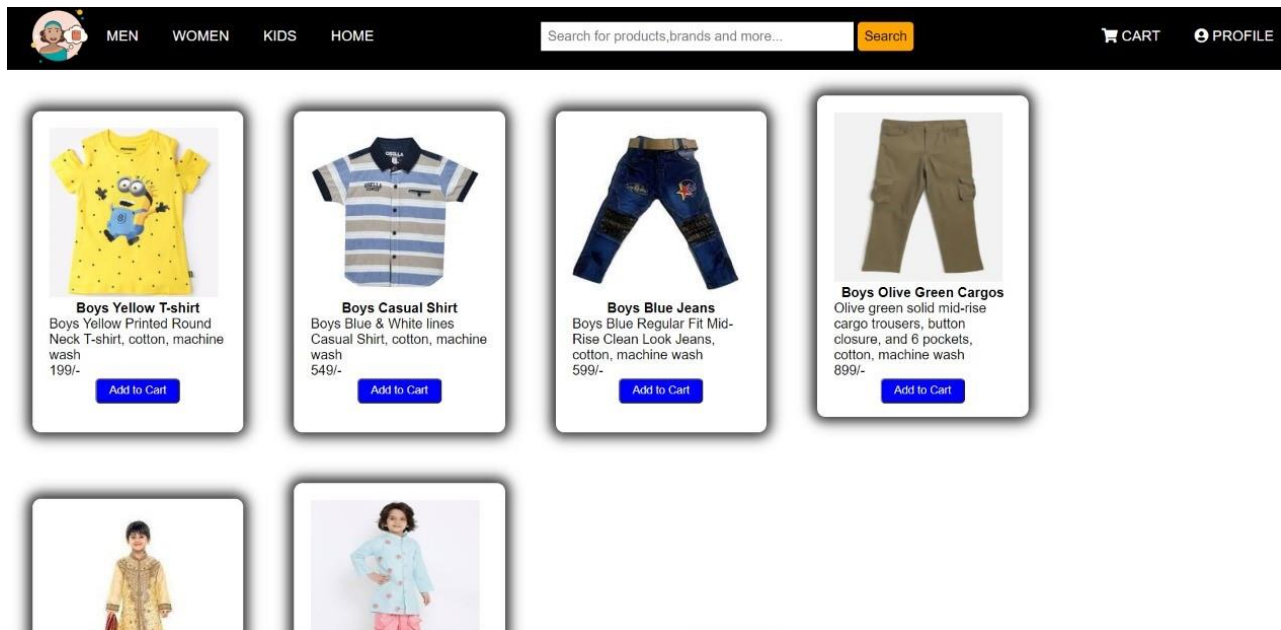 MEN WOMEN KIDS HOME Search for products,brands and more... Search CART PROFILE
Boys Yellow T-shirt
Boys Yellow Printed Round
Neck T-shirt, cotton, machine
wash
199/-
Add to Cart
Boys Casual Shirt
Boys Blue & White lines
Casual Shirt, cotton, machine
wash
549/-
Add to Cart
Boys Blue Jeans
Boys Blue Regular Fit Mid-
Rise Clean Look Jeans,
cotton, machine wash
599/-
Add to Cart
Boys Olive Green Cargos
Olive green solid mid-rise
cargo trousers, button
closure, and 6 pockets,
cotton, machine wash
899/-
Add to Cart